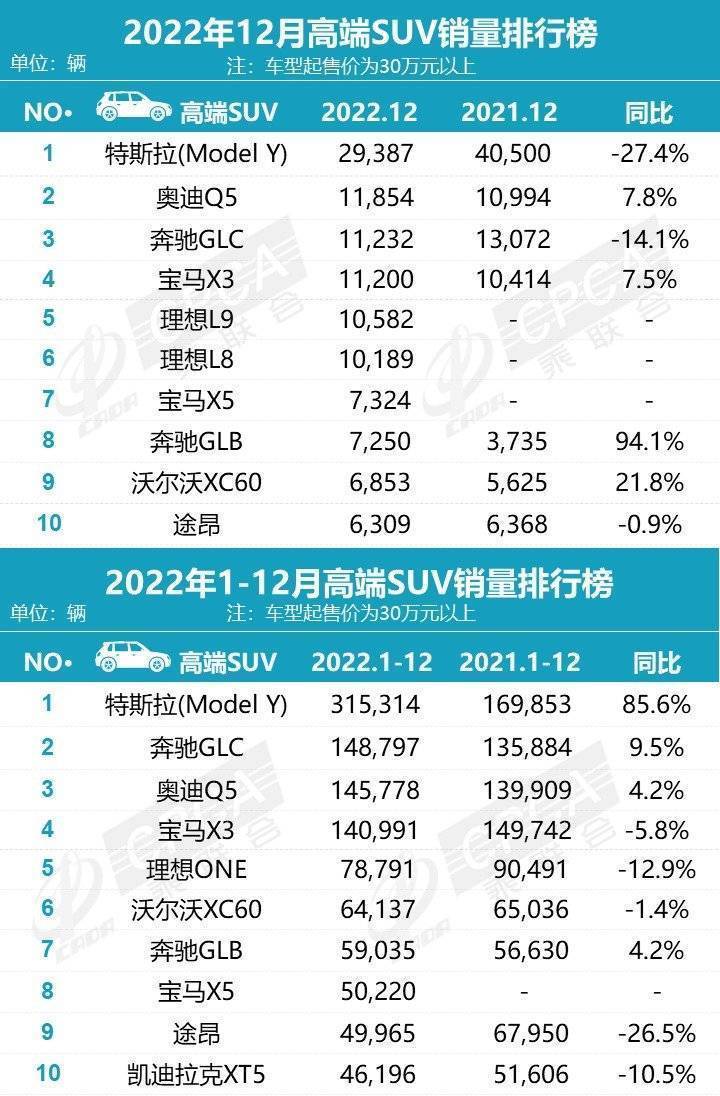 2022年12月高端SUV销量排行榜
单位：辆 注：车型起售价为30万元以上
NO• 高端SUV 2022.12 2021.12 同比
1 特斯拉(Model Y) 29,387 40,500 -27.4%
2 奥迪Q5 11,854 10,994 7.8%
3 奔驰GLC 11,232 13,072 -14.1%
4 宝马X3 11,200 10,414 7.5%
5 理想L9 10,582 - -
6 理想L8 10,189 - -
7 宝马X5 7,324 - -
8 奔驰GLB 7,250 3,735 94.1%
9 沃尔沃XC60 6,853 5,625 21.8%
10 途昂 6,309 6,368 -0.9%
2022年1-12月高端SUV销量排行榜
单位：辆 注：车型起售价为30万元以上
NO• 高端SUV 2022.1-12 2021.1-12 同比
1 特斯拉(Model Y) 315,314 169,853 85.6%
2 奔驰GLC 148,797 135,884 9.5%
3 奥迪Q5 145,778 139,909 4.2%
4 宝马X3 140,991 149,742 -5.8%
5 理想ONE 78,791 90,491 -12.9%
6 沃尔沃XC60 64,137 65,036 -1.4%
7 奔驰GLB 59,035 56,630 4.2%
8 宝马X5 50,220 - -
9 途昂 49,965 67,950 -26.5%
10 凯迪拉克XT5 46,196 51,606 -10.5%
CPCA
乘联会
CADA
CPCA
乘联会
CADA
CPCA
乘联会
CADA
CPCA
乘联会
CADA